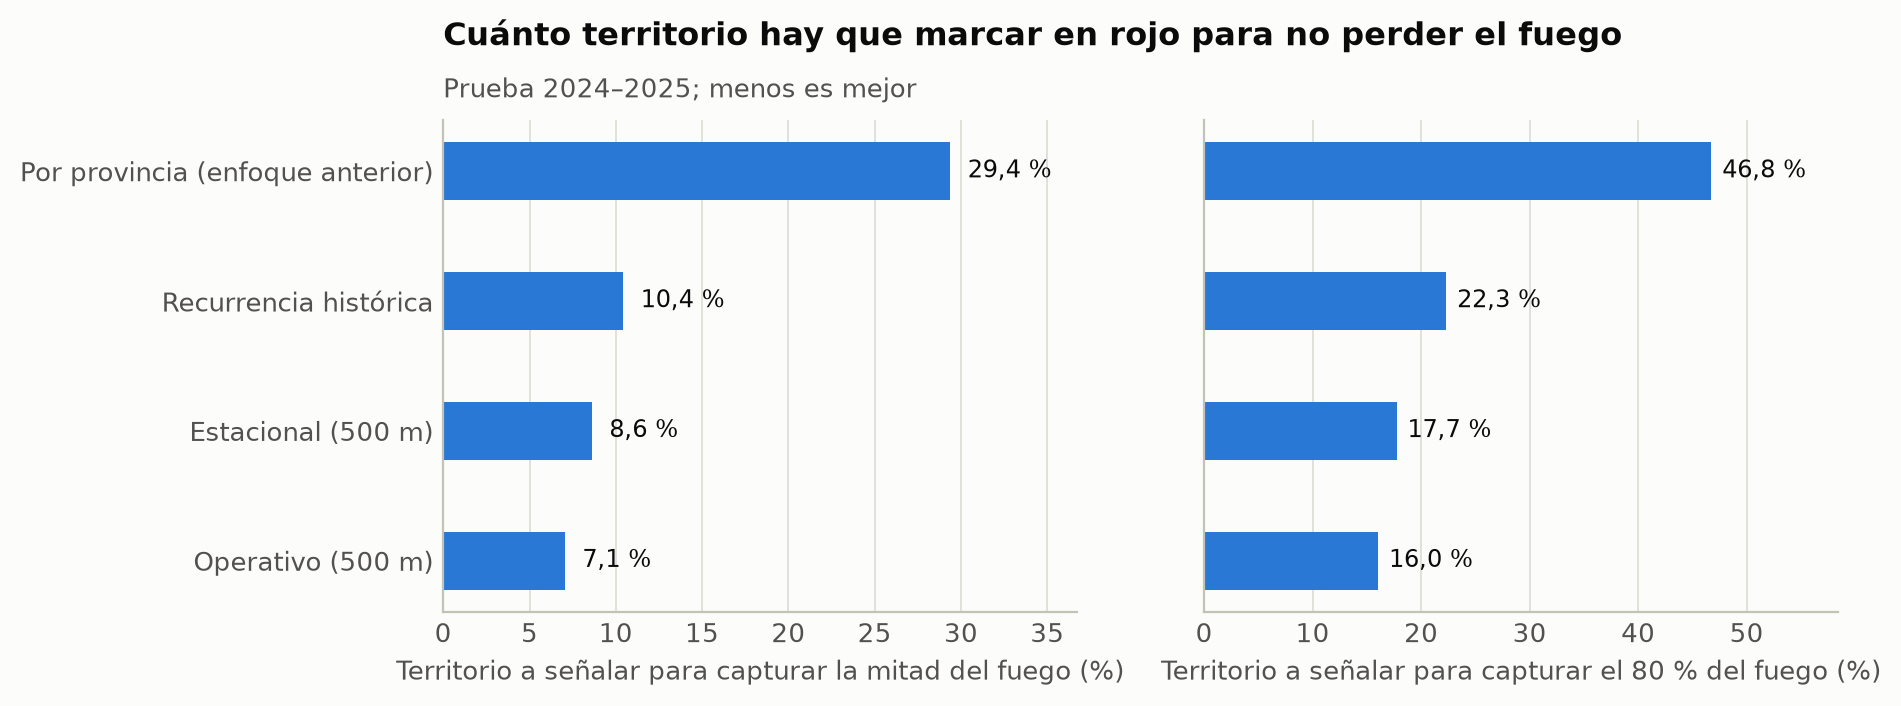 Cuánto territorio hay que marcar en rojo para no perder el fuego
Prueba 2024–2025; menos es mejor
Por provincia (enfoque anterior)
29,4 %
46,8 %
Recurrencia histórica
10,4 %
22,3 %
Estacional (500 m)
8,6 %
17,7 %
Operativo (500 m)
7,1 %
16,0 %
0 5 10 15 20 25 30 35
0 10 20 30 40 50
Territorio a señalar para capturar la mitad del fuego (%)
Territorio a señalar para capturar el 80 % del fuego (%)